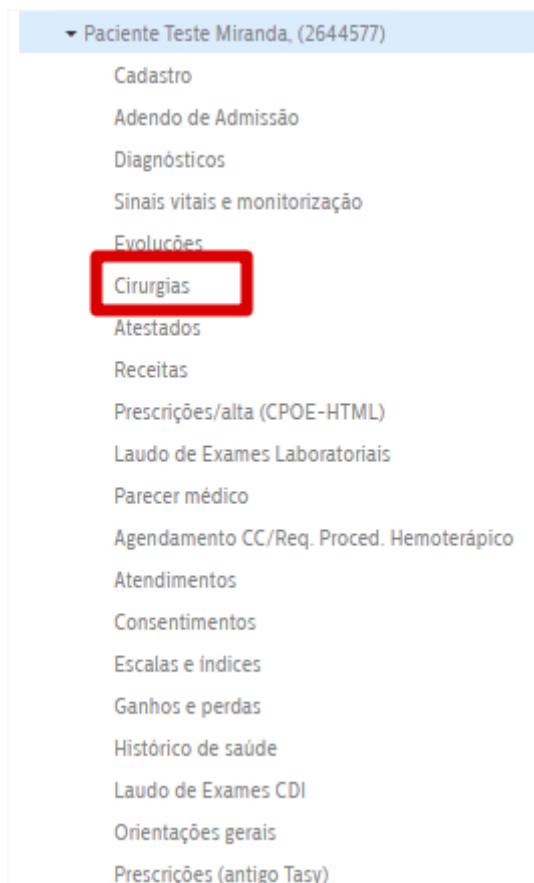 Paciente Teste Miranda, (2644577)
Cadastro
Adendo de Admissão
Diagnósticos
Sinais vitais e monitorização
Evoluções
Cirurgias
Atestados
Receitas
Prescrições/alta (CPOE-HTML)
Laudo de Exames Laboratoriais
Parecer médico
Agendamento CC/Req. Proced. Hemoterápico
Atendimentos
Consentimentos
Escalas e índices
Ganhos e perdas
Histórico de saúde
Laudo de Exames CDI
Orientações gerais
Prescrições (antigo Tasy)